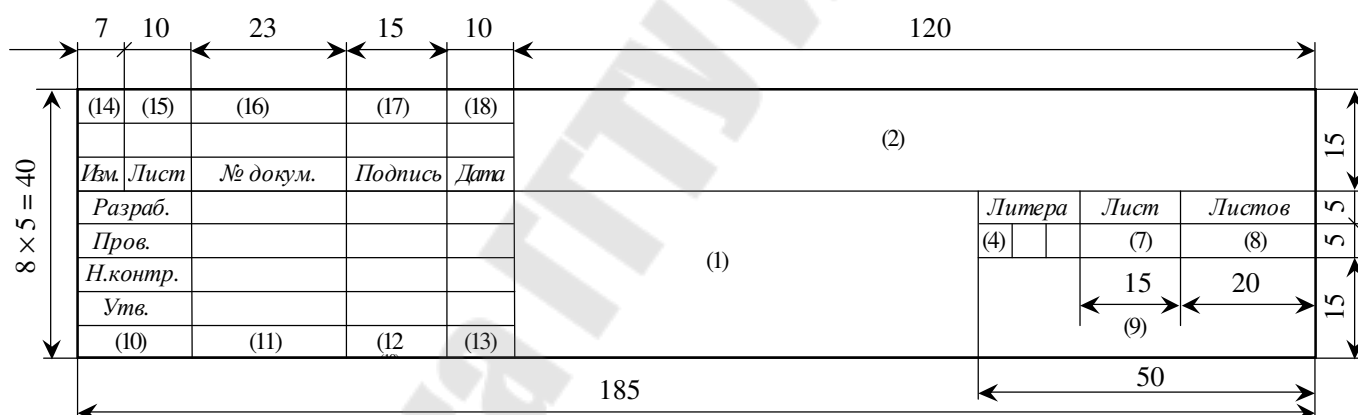 7 10 23 15 10 120
(14) (15) (16) (17) (18)
(2)
15
Изм. Лист № докум. Подпись Дата
8 × 5 = 40
Разраб.
Литера Лист Листов
5
Пров.
(4) (7) (8)
5
(1)
Н.контр.
15 20
15
Утв.
(9)
(10) (11) (12 (13)
185
50
ГГТУ